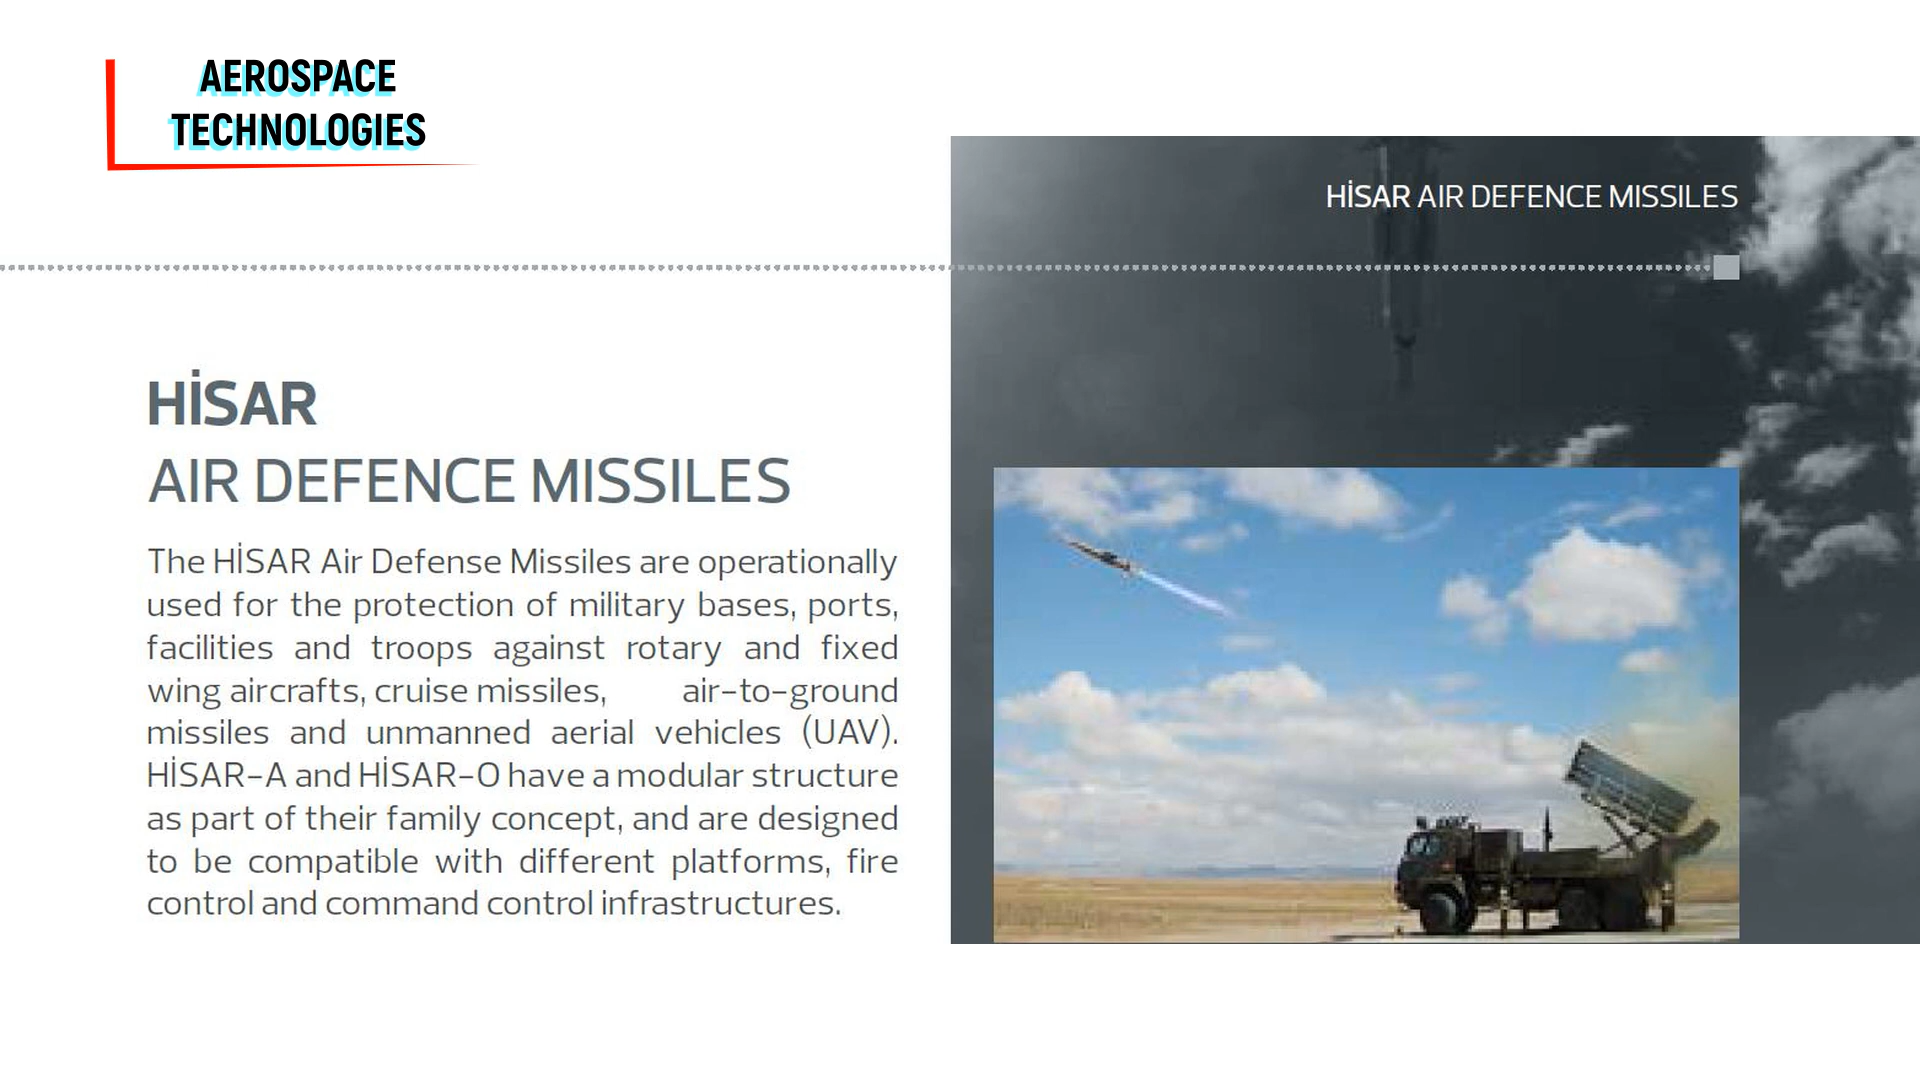 AEROSPACE
TECHNOLOGIES
HİSAR AIR DEFENCE MISSILES
HİSAR
AIR DEFENCE MISSILES
The HİSAR Air Defense Missiles are operationally
used for the protection of military bases, ports,
facilities and troops against rotary and fixed
wing aircrafts, cruise missiles, air-to-ground
missiles and unmanned aerial vehicles (UAV).
HİSAR-A and HİSAR-O have a modular structure
as part of their family concept, and are designed
to be compatible with different platforms, fire
control and command control infrastructures.